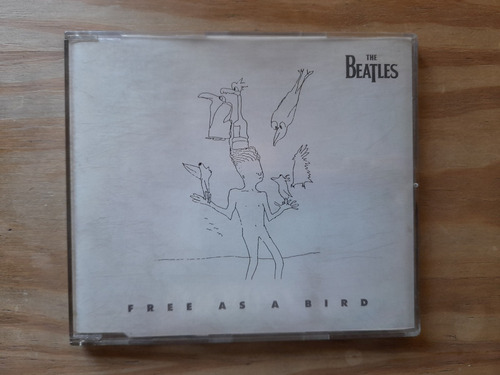 THE
BEATLES
FREE AS A BIRD